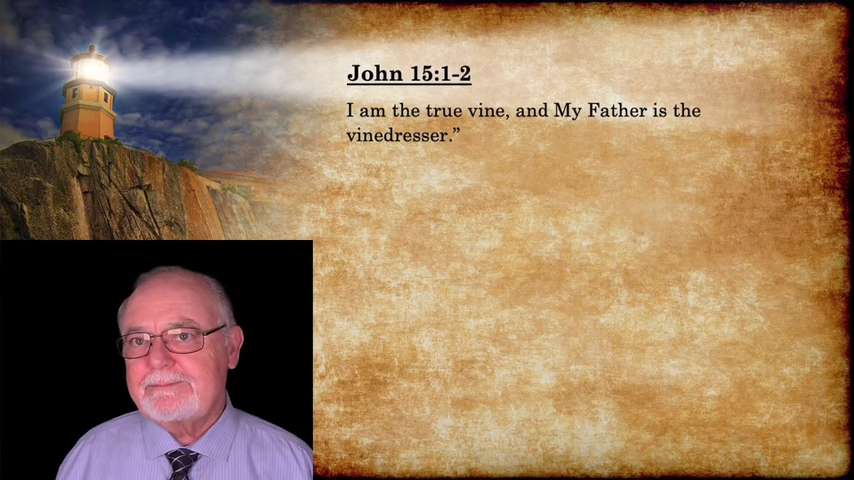 John 15:1-2
I am the true vine, and My Father is the
vinedresser.”